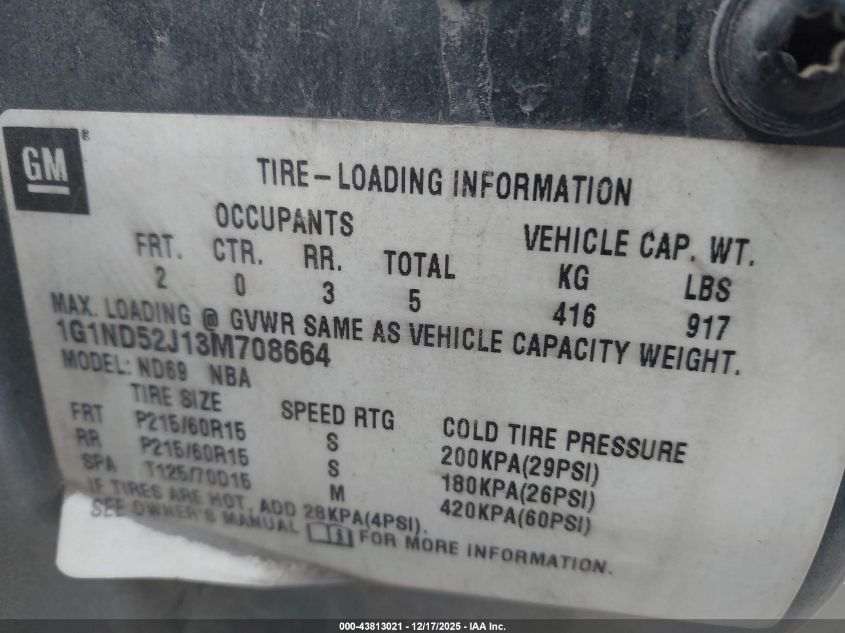 GM ®
TIRE-LOADING INFORMATION
OCCUPANTS VEHICLE CAP. WT.
FRT. CTR. RR. TOTAL KG LBS
2 0 3 5 416 917
MAX. LOADING @ GVWR SAME AS VEHICLE CAPACITY WEIGHT.
1G1ND52J13M708664
MODEL: ND69 NBA
TIRE SIZE SPEED RTG COLD TIRE PRESSURE
FRT P215/60R15 S 200KPA(29PSI)
RR P215/60R15 S 180KPA(26PSI)
SPA T125/70D15 M 420KPA(60PSI)
IF TIRES ARE HOT, ADD 28KPA(4PSI).
SEE OWNER'S MANUAL FOR MORE INFORMATION.
000-43813021 - 12/17/2025 - IAA Inc.